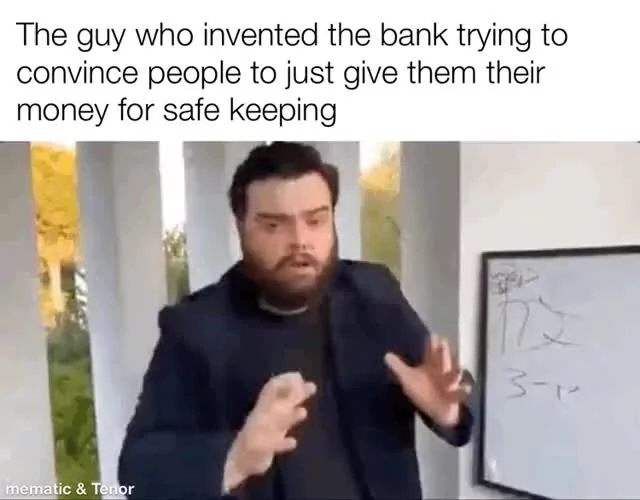 The guy who invented the bank trying to
convince people to just give them their
money for safe keeping
mematic & Tenor